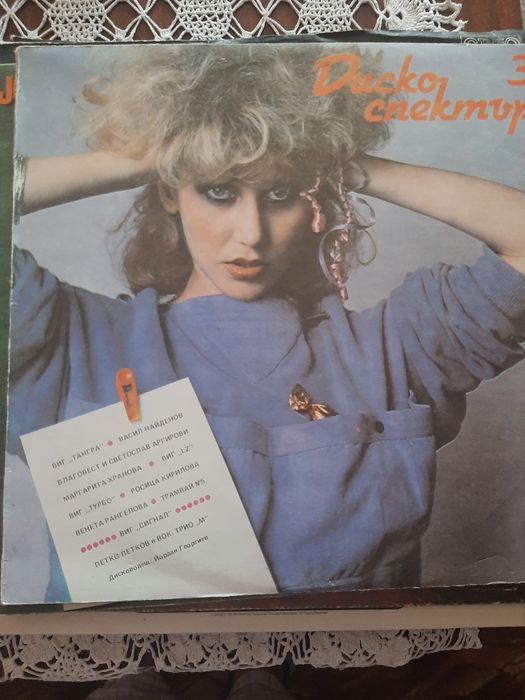 Диско 3
спектър
J
ВИГ „ТАНГРА" ● ВАСИЛ НАЙДЕНОВ
БЛАГОВЕСТ И СВЕТОСЛАВ АРГИРОВИ
МАРГАРИТА ХРАНОВА ● ВИГ „LZ"
ВИГ „ТУРБО" ● РОСИЦА КИРИЛОВА
ВЕНЕТА РАНГЕЛОВА ● ТРАМВАЙ №5
●●●●●● ВИГ „СИГНАЛ" ●●●●●●
ПЕТКО ПЕТКОВ и ВОК. ТРИО „М"
Дисководещ: Йордан Георгиев